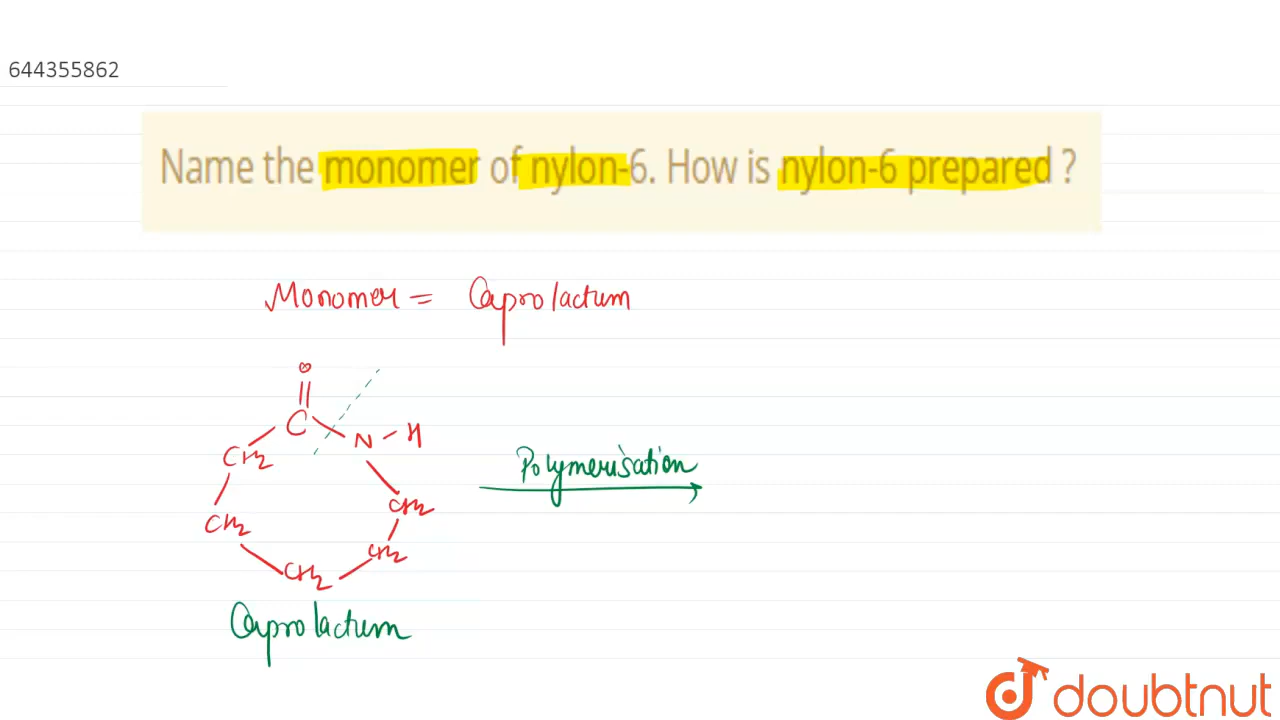 644355862
Name the monomer of nylon-6. How is nylon-6 prepared ?
Monomer = Caprolactum
O
C
N - H
CH2
CH2
CH2
CH2
CH2
Polymerisation
Caprolactum
doubtnut